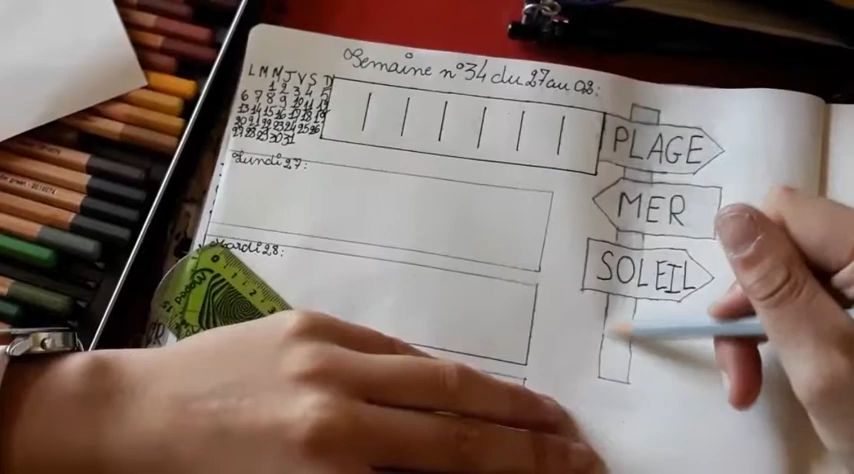 Semaine n°34 du 27 au 02:
L M M J V S D
1 2 3 4 5
6 7 8 9 10 11 12
13 14 15 16 17 18 19
20 21 22 23 24 25 26
27 28 29 30 31
Lundi 27:
Mardi 28:
PLAGE
MER
SOLEIL